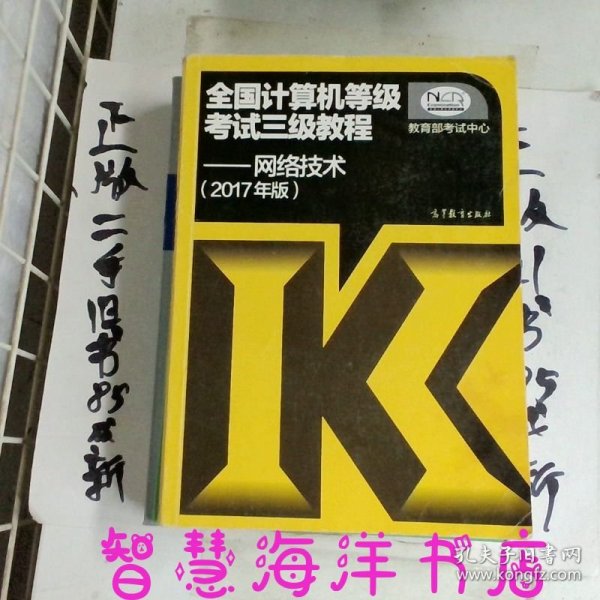 全国计算机等级
考试三级教程
——网络技术
(2017年版)
NCR
Examination
教育部考试中心
高等教育出版社
正版二手旧书85成新
智慧海洋书店
孔夫子旧书网
www.kongfz.com